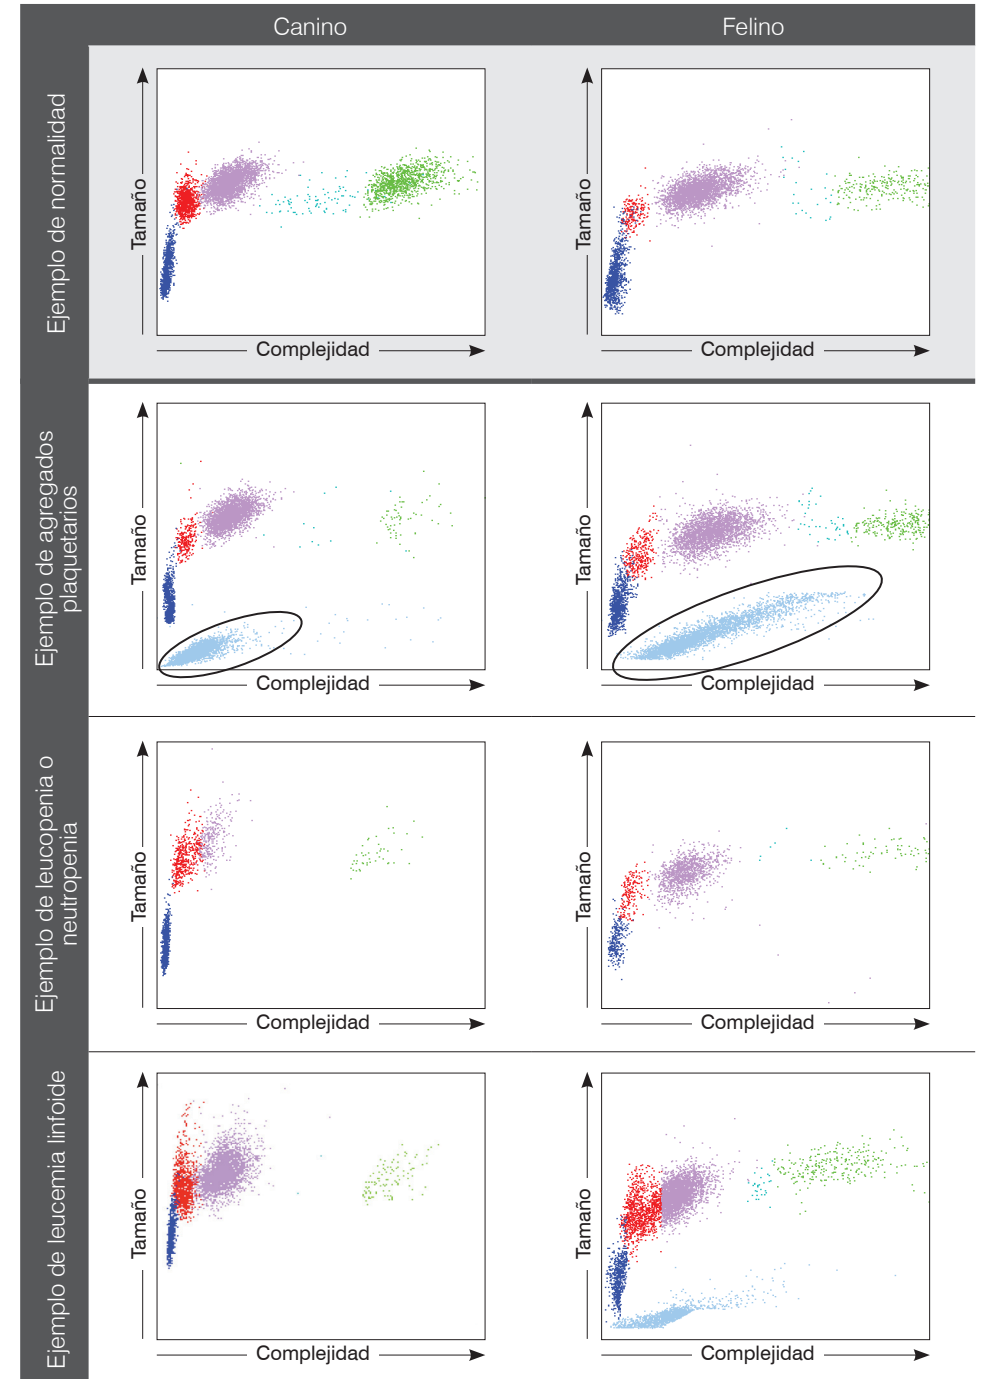 Canino
Felino
Ejemplo de normalidad
Tamaño
Complejidad
Tamaño
Complejidad
Ejemplo de agregados
plaquetarios
Tamaño
Complejidad
Tamaño
Complejidad
Ejemplo de leucopenia o
neutropenia
Tamaño
Complejidad
Tamaño
Complejidad
Ejemplo de leucemia linfoide
Tamaño
Complejidad
Tamaño
Complejidad